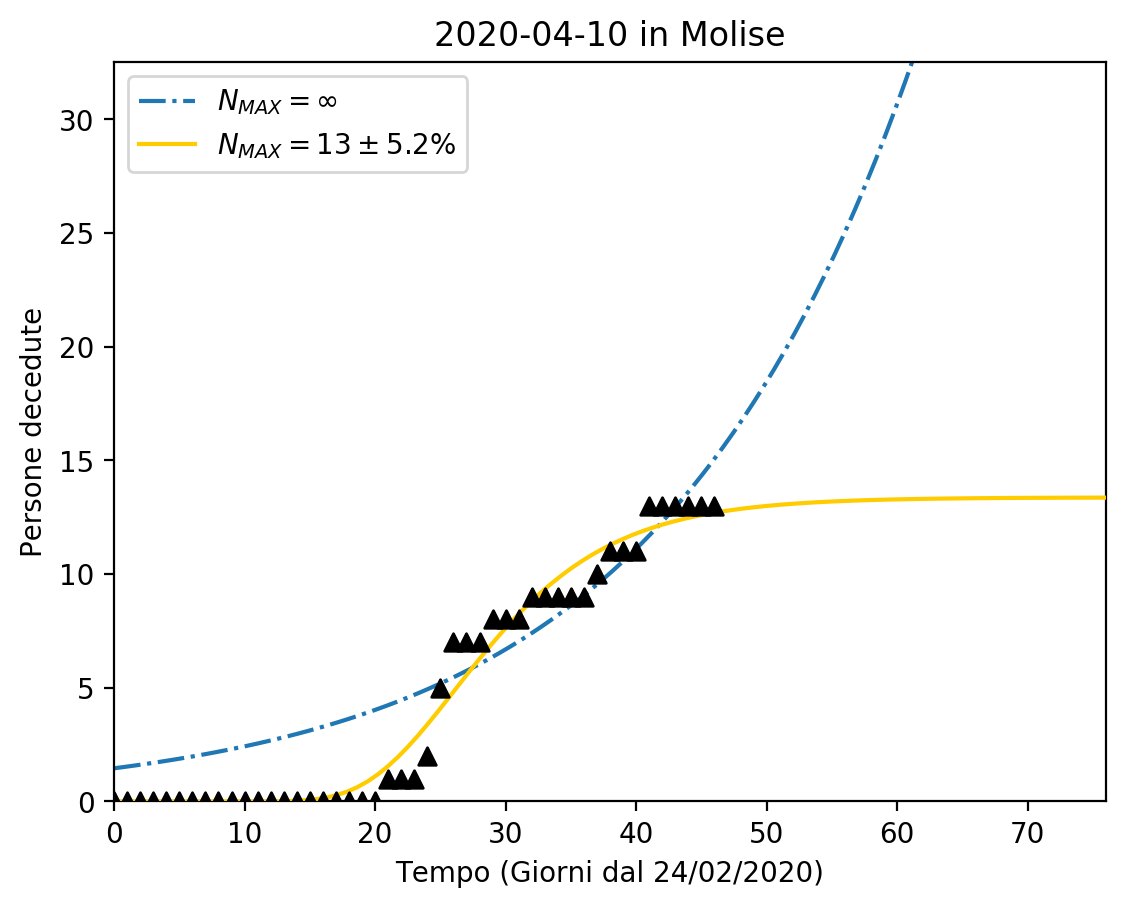 2020-04-10 in Molise
N_MAX = ∞
N_MAX = 13 ± 5.2%
30
25
20
15
10
5
0
Persone decedute
0 10 20 30 40 50 60 70
Tempo (Giorni dal 24/02/2020)